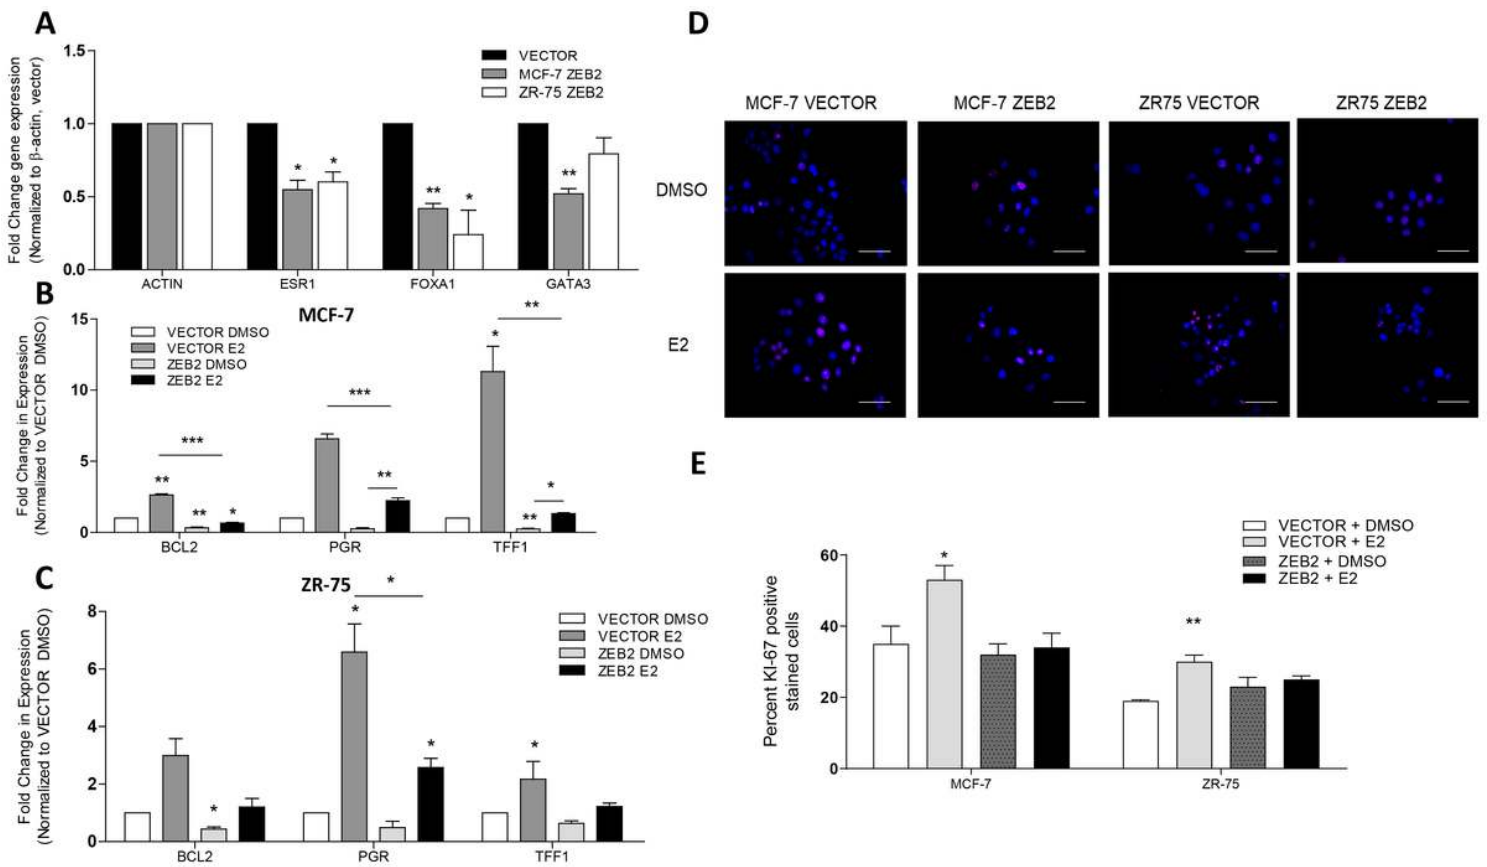 A
Fold Change gene expression
(Normalized to β-actin, vector)
1.5
1.0
0.5
0.0
VECTOR
MCF-7 ZEB2
ZR-75 ZEB2
*
*
**
*
**
ACTIN
ESR1
FOXA1
GATA3
B
MCF-7
Fold Change in Expression
(Normalized to VECTOR DMSO)
15
10
5
0
VECTOR DMSO
VECTOR E2
ZEB2 DMSO
ZEB2 E2
***
**
**
*
***
**
**
*
**
*
BCL2
PGR
TFF1
C
ZR-75
Fold Change in Expression
(Normalized to VECTOR DMSO)
8
6
4
2
0
VECTOR DMSO
VECTOR E2
ZEB2 DMSO
ZEB2 E2
*
*
*
*
*
BCL2
PGR
TFF1
D
MCF-7 VECTOR
MCF-7 ZEB2
ZR75 VECTOR
ZR75 ZEB2
DMSO
E2
E
Percent KI-67 positive
stained cells
60
40
20
0
VECTOR + DMSO
VECTOR + E2
ZEB2 + DMSO
ZEB2 + E2
*
**
MCF-7
ZR-75